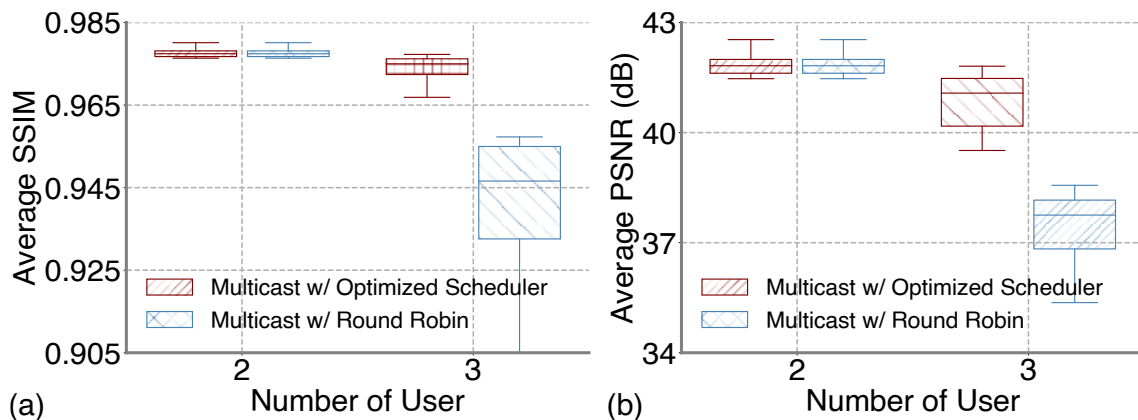 0.985
0.965
0.945
0.925
0.905
Average SSIM
Multicast w/ Optimized Scheduler
Multicast w/ Round Robin
2
3
Number of User
(a)
43
40
37
34
Average PSNR (dB)
Multicast w/ Optimized Scheduler
Multicast w/ Round Robin
2
3
Number of User
(b)